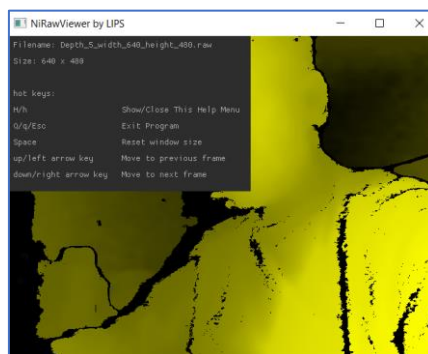 NiRawViewer by LIPS
Filename: Depth_5_width_640_height_480.raw
Size: 640 x 480
hot keys:
H/h Show/Close This Help Menu
Q/q/Esc Exit Program
Space Reset window size
up/left arrow key Move to previous frame
down/right arrow key Move to next frame